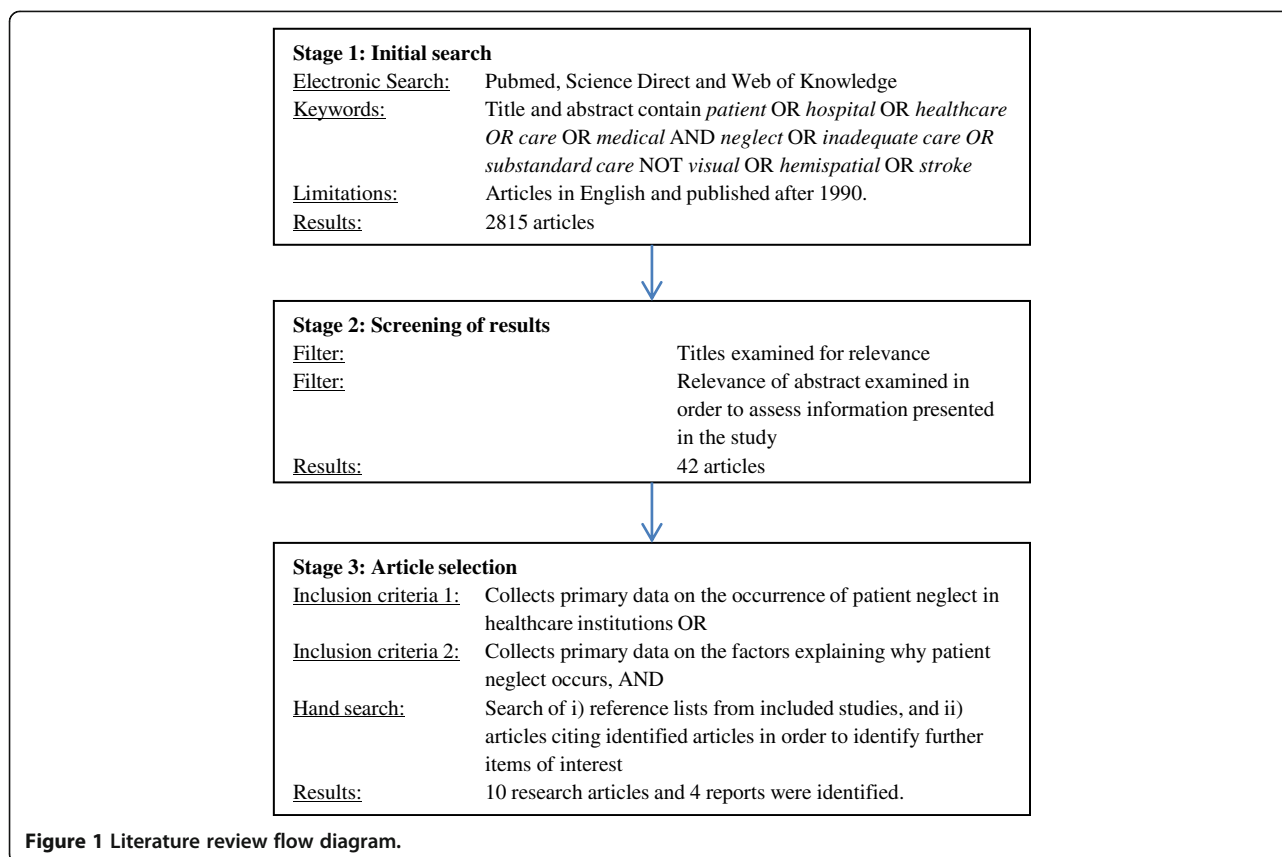 Stage 1: Initial search
Electronic Search: Pubmed, Science Direct and Web of Knowledge
Keywords: Title and abstract contain patient OR hospital OR healthcare
OR care OR medical AND neglect OR inadequate care OR
substandard care NOT visual OR hemispatial OR stroke
Limitations: Articles in English and published after 1990.
Results: 2815 articles
Stage 2: Screening of results
Filter: Titles examined for relevance
Filter: Relevance of abstract examined in
order to assess information presented
in the study
Results: 42 articles
Stage 3: Article selection
Inclusion criteria 1: Collects primary data on the occurrence of patient neglect in
healthcare institutions OR
Inclusion criteria 2: Collects primary data on the factors explaining why patient
neglect occurs, AND
Hand search: Search of i) reference lists from included studies, and ii)
articles citing identified articles in order to identify further
items of interest
Results: 10 research articles and 4 reports were identified.
Figure 1 Literature review flow diagram.